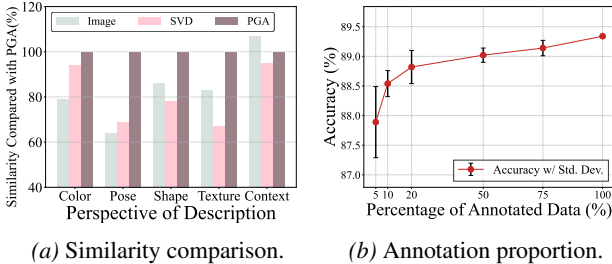 Image SVD PGA
Similarity Compared with PGA(%)
120
100
80
60
40
Color Pose Shape Texture Context
Perspective of Description
(a) Similarity comparison.
Accuracy (%)
89.5
89.0
88.5
88.0
87.5
87.0
Accuracy w/ Std. Dev.
5 10 20 50 75 100
Percentage of Annotated Data (%)
(b) Annotation proportion.